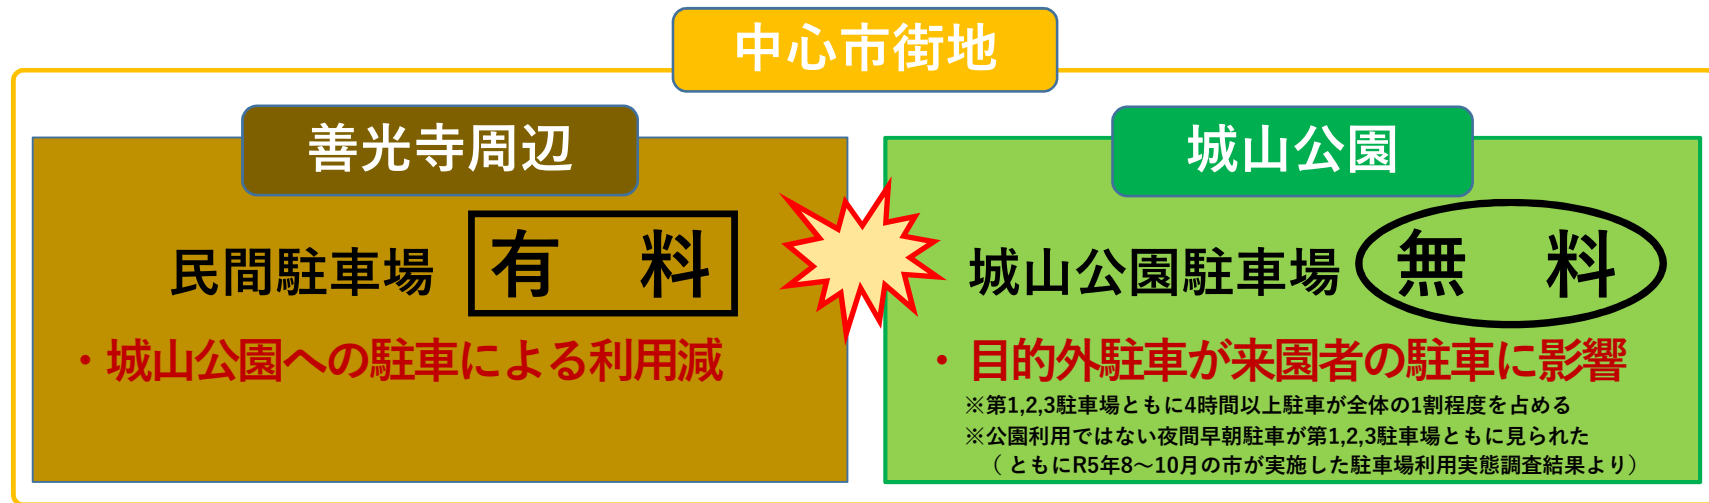 中心市街地
善光寺周辺
民間駐車場 有 料
・城山公園への駐車による利用減
城山公園
城山公園駐車場 無 料
・目的外駐車が来園者の駐車に影響
※第1,2,3駐車場ともに4時間以上駐車が全体の1割程度を占める
※公園利用ではない夜間早朝駐車が第1,2,3駐車場ともに見られた
（ ともにR5年8～10月の市が実施した駐車場利用実態調査結果より）